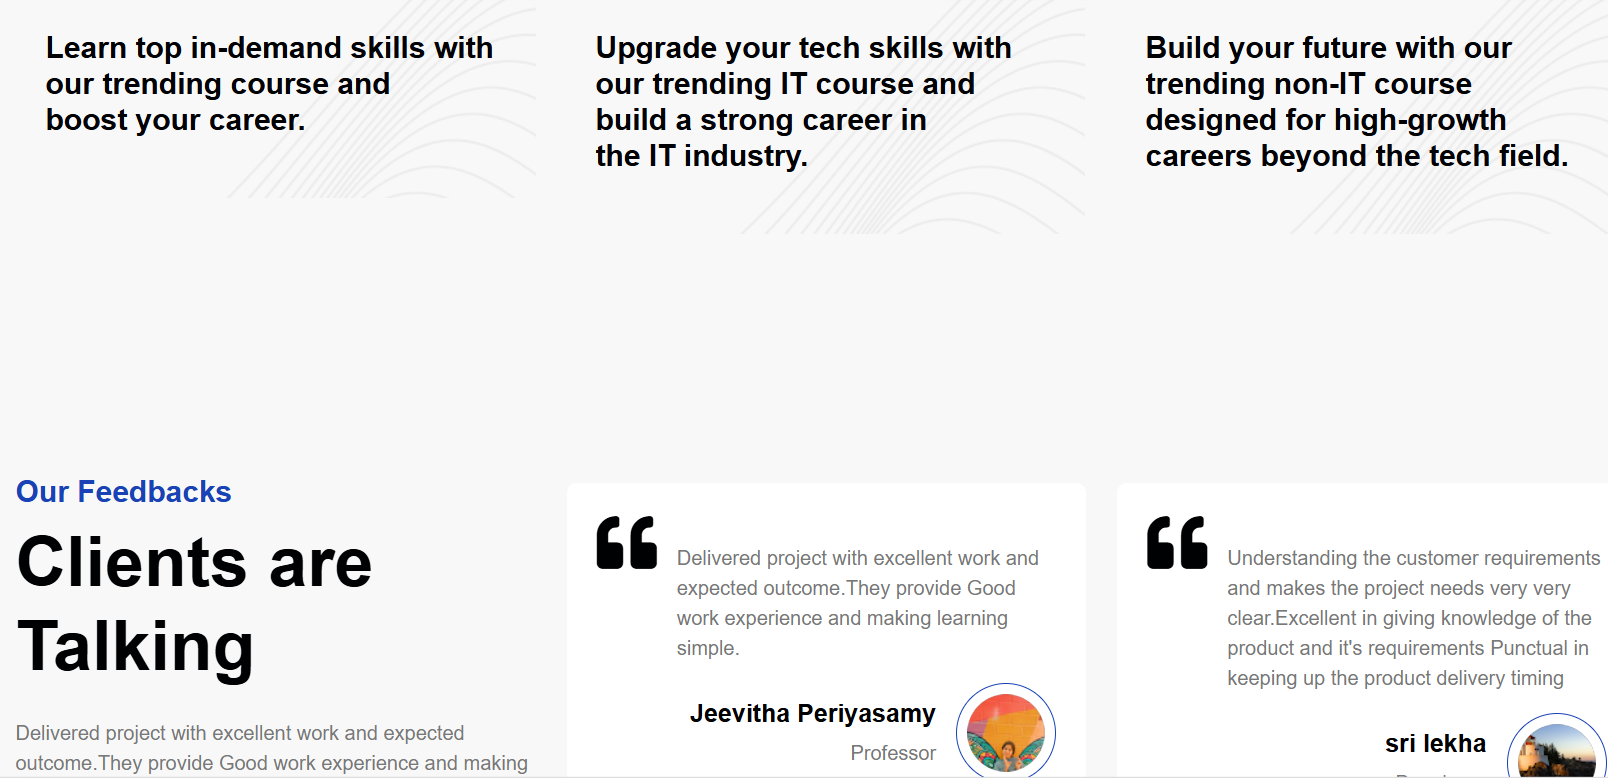 Learn top in-demand skills with
our trending course and
boost your career.
Upgrade your tech skills with
our trending IT course and
build a strong career in
the IT industry.
Build your future with our
trending non-IT course
designed for high-growth
careers beyond the tech field.
Our Feedbacks
Clients are
Talking
Delivered project with excellent work and expected
outcome.They provide Good work experience and making
Delivered project with excellent work and
expected outcome.They provide Good
work experience and making learning
simple.
Jeevitha Periyasamy
Professor
Understanding the customer requirements
and makes the project needs very very
clear.Excellent in giving knowledge of the
product and it's requirements Punctual in
keeping up the product delivery timing
sri lekha